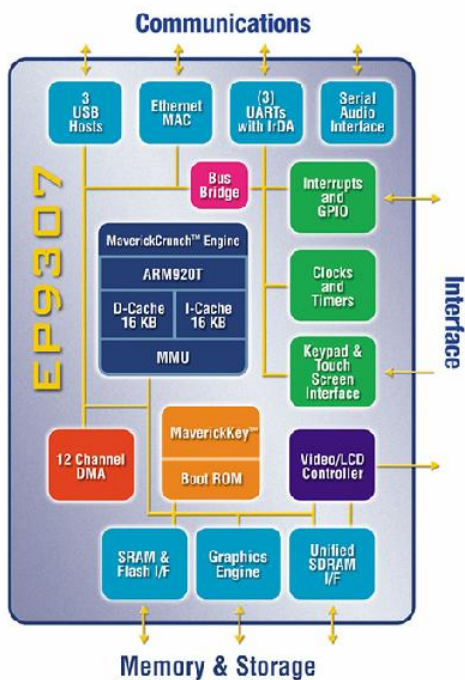 Communications
3
USB
Hosts
Ethernet
MAC
(3)
UARTs
with IrDA
Serial
Audio
Interface
EP9307
Bus
Bridge
Interrupts
and
GPIO
MaverickCrunch™ Engine
ARM920T
D-Cache
16 KB
I-Cache
16 KB
MMU
Clocks
and
Timers
Interface
Keypad &
Touch
Screen
Interface
12 Channel
DMA
MaverickKey™
Boot ROM
Video/LCD
Controller
SRAM &
Flash I/F
Graphics
Engine
Unified
SDRAM
I/F
Memory & Storage